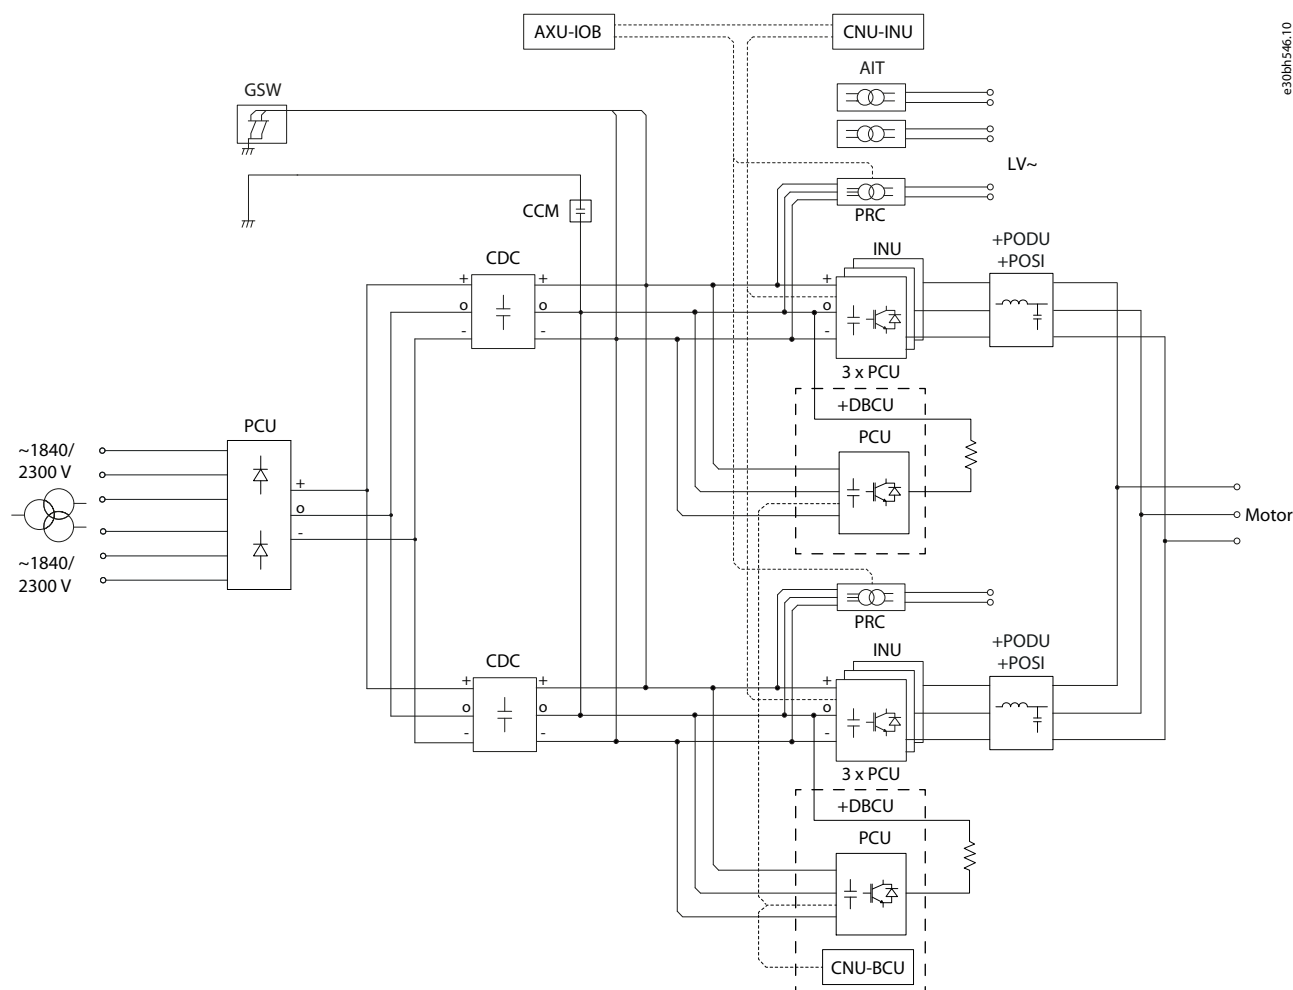 AXU-IOB
CNU-INU
e30bh546.10
AIT
GSW
LV~
CCM
PRC
+PODU
+POSI
INU
CDC
+ + +
o o o
- - -
3 x PCU
+DBCU
PCU
PCU
~1840/
2300 V
+
o
-
Motor
~1840/
2300 V
PRC
+PODU
+POSI
INU
CDC
+ + +
o o o
- - -
3 x PCU
+DBCU
PCU
CNU-BCU